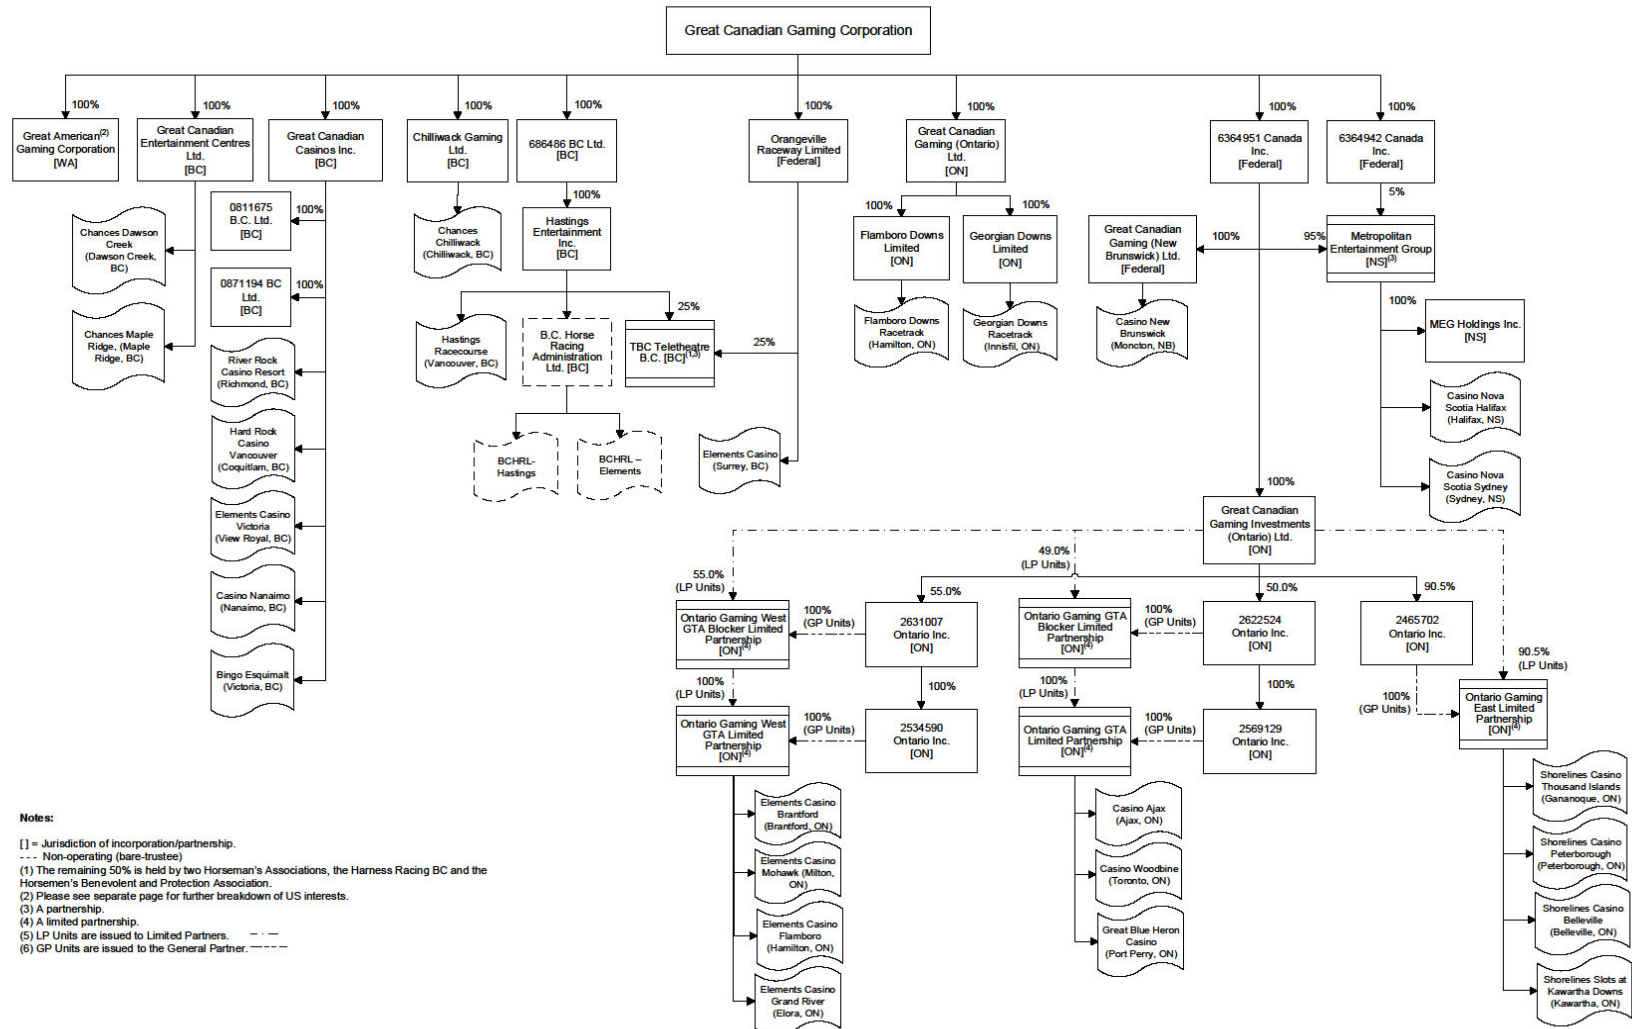 Great Canadian Gaming Corporation
100%
100%
100%
100%
100%
100%
100%
100%
100%
Great American(2)
Gaming Corporation
[WA]
Great Canadian
Entertainment Centres
Ltd.
[BC]
Great Canadian
Casinos Inc.
[BC]
Chilliwack Gaming
Ltd.
[BC]
686486 BC Ltd.
[BC]
Orangeville
Raceway Limited
[Federal]
Great Canadian
Gaming (Ontario)
Ltd.
[ON]
6364951 Canada
Inc.
[Federal]
6364942 Canada
Inc.
[Federal]
Chances Dawson
Creek
(Dawson Creek,
BC)
Chances Maple
Ridge, (Maple
Ridge, BC)
0811675
B.C. Ltd.
[BC]
100%
0871194 BC
Ltd.
[BC]
100%
River Rock
Casino Resort
(Richmond, BC)
Hard Rock
Casino
Vancouver
(Coquitlam, BC)
Elements Casino
Victoria
(View Royal, BC)
Casino Nanaimo
(Nanaimo, BC)
Bingo Esquimalt
(Victoria, BC)
Chances
Chilliwack
(Chilliwack, BC)
100%
Hastings
Entertainment
Inc.
[BC]
25%
Hastings
Racecourse
(Vancouver, BC)
B.C. Horse
Racing
Administration
Ltd. [BC]
TBC Teletheatre
B.C. [BC](1,3)
25%
BCHRL-
Hastings
BCHRL –
Elements
Elements Casino
(Surrey, BC)
100%
100%
Flamboro Downs
Limited
[ON]
Georgian Downs
Limited
[ON]
Flamboro Downs
Racetrack
(Hamilton, ON)
Georgian Downs
Racetrack
(Innisfil, ON)
Great Canadian
Gaming (New
Brunswick) Ltd.
[Federal]
100%
95%
5%
Metropolitan
Entertainment Group
[NS](3)
Casino New
Brunswick
(Moncton, NB)
100%
MEG Holdings Inc.
[NS]
Casino Nova
Scotia Halifax
(Halifax, NS)
Casino Nova
Scotia Sydney
(Sydney, NS)
100%
Great Canadian
Gaming Investments
(Ontario) Ltd.
[ON]
55.0%
(LP Units)
49.0%
(LP Units)
55.0%
50.0%
90.5%
90.5%
(LP Units)
Ontario Gaming West
GTA Blocker Limited
Partnership
[ON](4)
100%
(GP Units)
2631007
Ontario Inc.
[ON]
Ontario Gaming GTA
Blocker Limited
Partnership
[ON](4)
100%
(GP Units)
2622524
Ontario Inc.
[ON]
2465702
Ontario Inc.
[ON]
100%
(LP Units)
100%
100%
(LP Units)
100%
100%
(GP Units)
Ontario Gaming West
GTA Limited
Partnership
[ON](4)
100%
(GP Units)
2534590
Ontario Inc.
[ON]
Ontario Gaming GTA
Limited Partnership
[ON](4)
100%
(GP Units)
2569129
Ontario Inc.
[ON]
Ontario Gaming
East Limited
Partnership
[ON](4)
Elements Casino
Brantford
(Brantford, ON)
Elements Casino
Mohawk (Milton,
ON)
Elements Casino
Flamboro
(Hamilton, ON)
Elements Casino
Grand River
(Elora, ON)
Casino Ajax
(Ajax, ON)
Casino Woodbine
(Toronto, ON)
Great Blue Heron
Casino
(Port Perry, ON)
Shorelines Casino
Thousand Islands
(Gananoque, ON)
Shorelines Casino
Peterborough
(Peterborough, ON)
Shorelines Casino
Belleville
(Belleville, ON)
Shorelines Slots at
Kawartha Downs
(Kawartha, ON)
Notes:
[ ] = Jurisdiction of incorporation/partnership.
- - - Non-operating (bare-trustee)
(1) The remaining 50% is held by two Horseman's Associations, the Harness Racing BC and the
Horsemen's Benevolent and Protection Association.
(2) Please see separate page for further breakdown of US interests.
(3) A partnership.
(4) A limited partnership.
(5) LP Units are issued to Limited Partners.
(6) GP Units are issued to the General Partner.